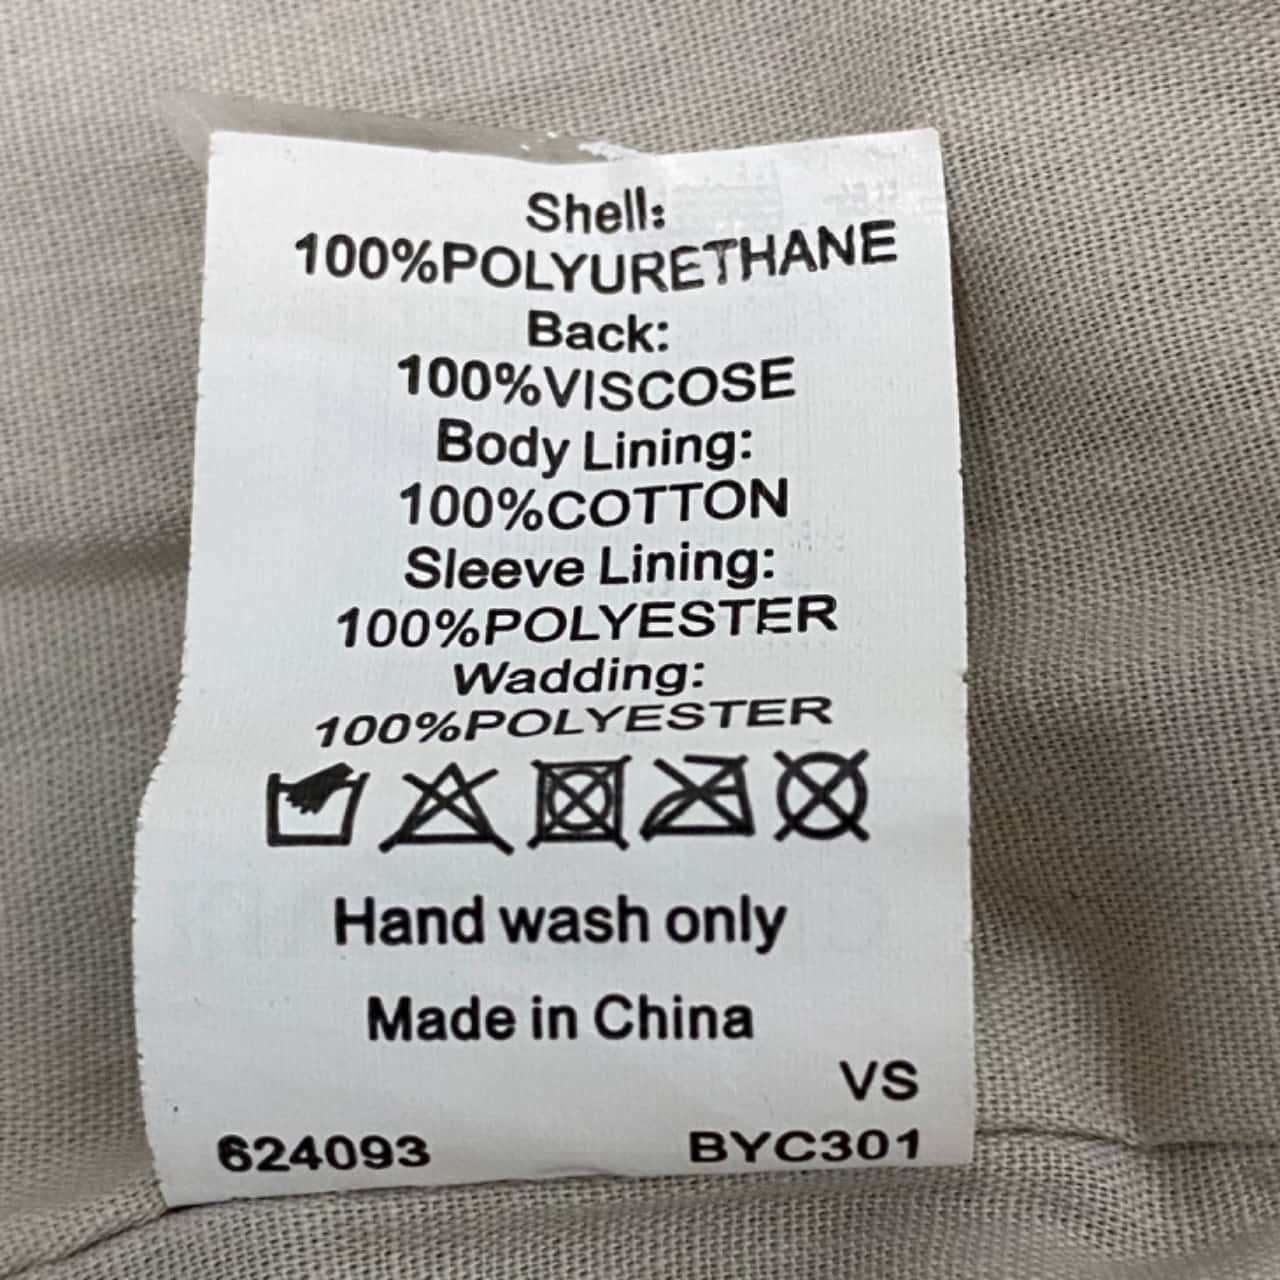 Shell:
100%POLYURETHANE
Back:
100%VISCOSE
Body Lining:
100%COTTON
Sleeve Lining:
100%POLYESTER
Wadding:
100%POLYESTER
Hand wash only
Made in China
VS
624093 BYC301